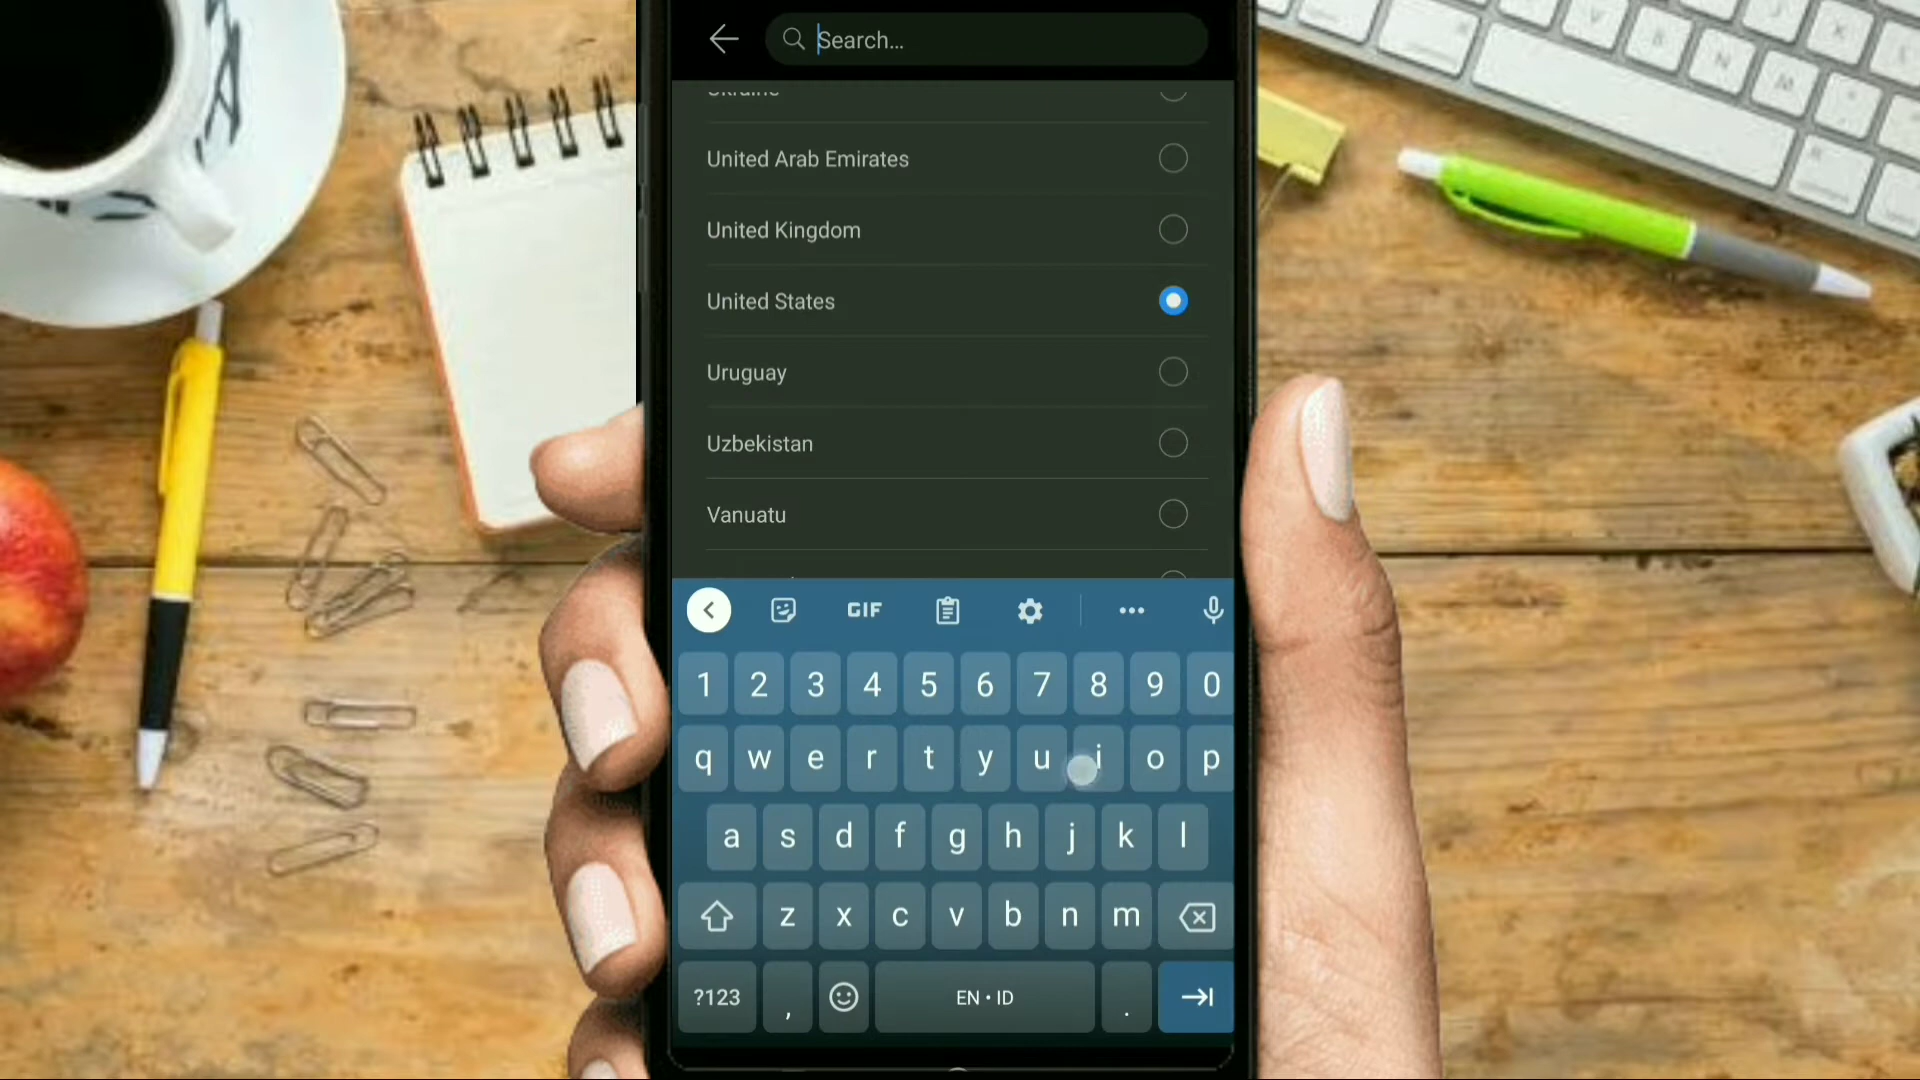 Search...
Ukraine
United Arab Emirates
United Kingdom
United States
Uruguay
Uzbekistan
Vanuatu
GIF
1 2 3 4 5 6 7 8 9 0
q w e r t y u i o p
a s d f g h j k l
z x c v b n m
?123 , EN • ID .